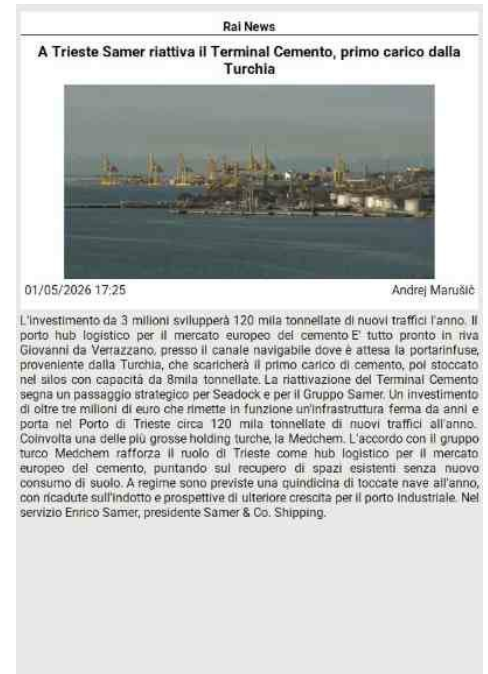 Rai News
A Trieste Samer riattiva il Terminal Cemento, primo carico dalla
Turchia
01/05/2026 17:25
Andrej Marušič
L'investimento da 3 milioni svilupperà 120 mila tonnellate di nuovi traffici l'anno. Il
porto hub logistico per il mercato europeo del cemento E' tutto pronto in riva
Giovanni da Verrazzano, presso il canale navigabile dove è attesa la portarinfuse,
proveniente dalla Turchia, che scaricherà il primo carico di cemento, poi stoccato
nel silos con capacità da 8mila tonnellate. La riattivazione del Terminal Cemento
segna un passaggio strategico per Seadock e per il Gruppo Samer. Un investimento
di oltre tre milioni di euro che rimette in funzione un'infrastruttura ferma da anni e
porta nel Porto di Trieste circa 120 mila tonnellate di nuovi traffici all'anno.
Coinvolta una delle più grosse holding turche, la Medchem. L'accordo con il gruppo
turco Medchem rafforza il ruolo di Trieste come hub logistico per il mercato
europeo del cemento, puntando sul recupero di spazi esistenti senza nuovo
consumo di suolo. A regime sono previste una quindicina di toccate nave all'anno,
con ricadute sull'indotto e prospettive di ulteriore crescita per il porto industriale. Nel
servizio Enrico Samer, presidente Samer & Co. Shipping.